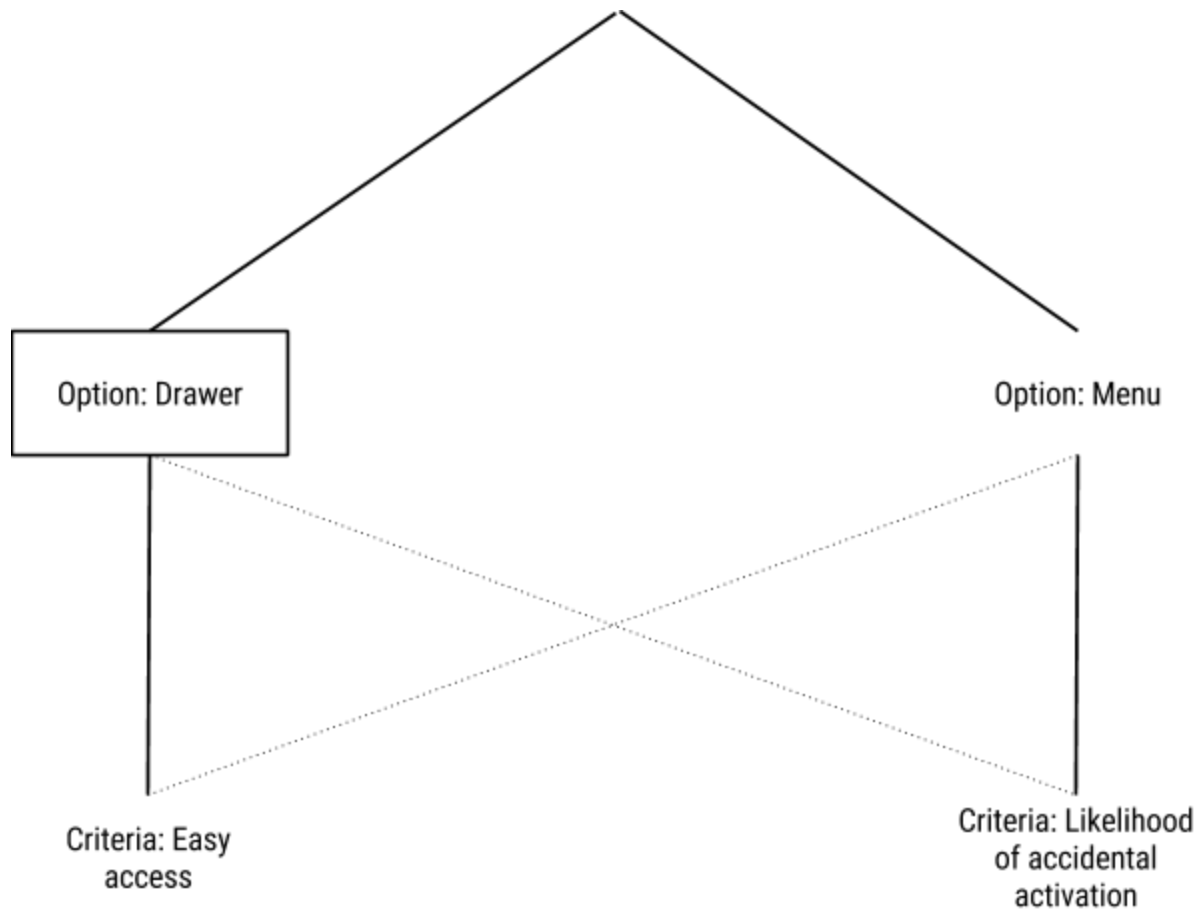 Option: Drawer
Option: Menu
Criteria: Easy
access
Criteria: Likelihood
of accidental
activation